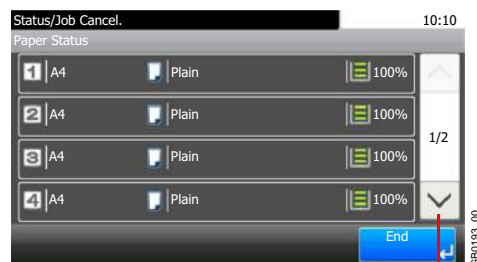 Status/Job Cancel. 10:10
Paper Status
1 A4 Plain 100%
2 A4 Plain 100%
3 A4 Plain 100%
4 A4 Plain 100%
1/2
End